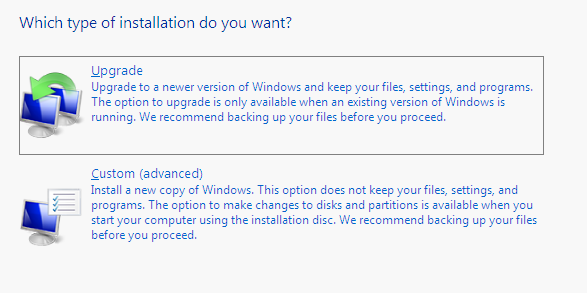 Which type of installation do you want?
Upgrade
Upgrade to a newer version of Windows and keep your files, settings, and programs.
The option to upgrade is only available when an existing version of Windows is
running. We recommend backing up your files before you proceed.
Custom (advanced)
Install a new copy of Windows. This option does not keep your files, settings, and
programs. The option to make changes to disks and partitions is available when you
start your computer using the installation disc. We recommend backing up your files
before you proceed.